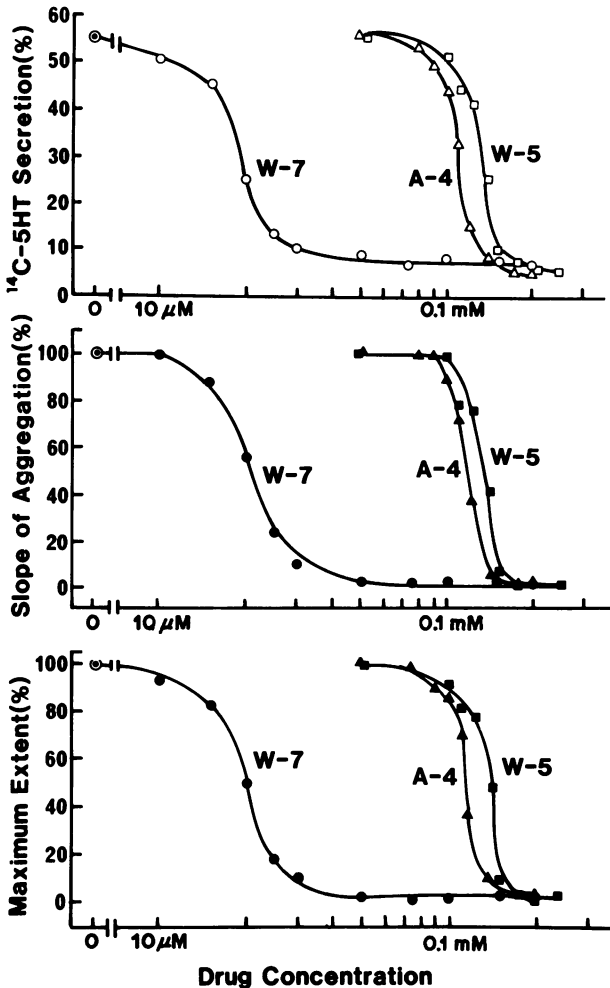 ¹⁴C-5HT Secretion(%)
60
50
40
30
20
10
0
W-7
A-4
W-5
0
10 μM
0.1 mM
Slope of Aggregation(%)
100
80
60
40
20
0
W-7
A-4
W-5
0
10 μM
0.1 mM
Maximum Extent(%)
100
80
60
40
20
0
W-7
A-4
W-5
0
10 μM
0.1 mM
Drug Concentration